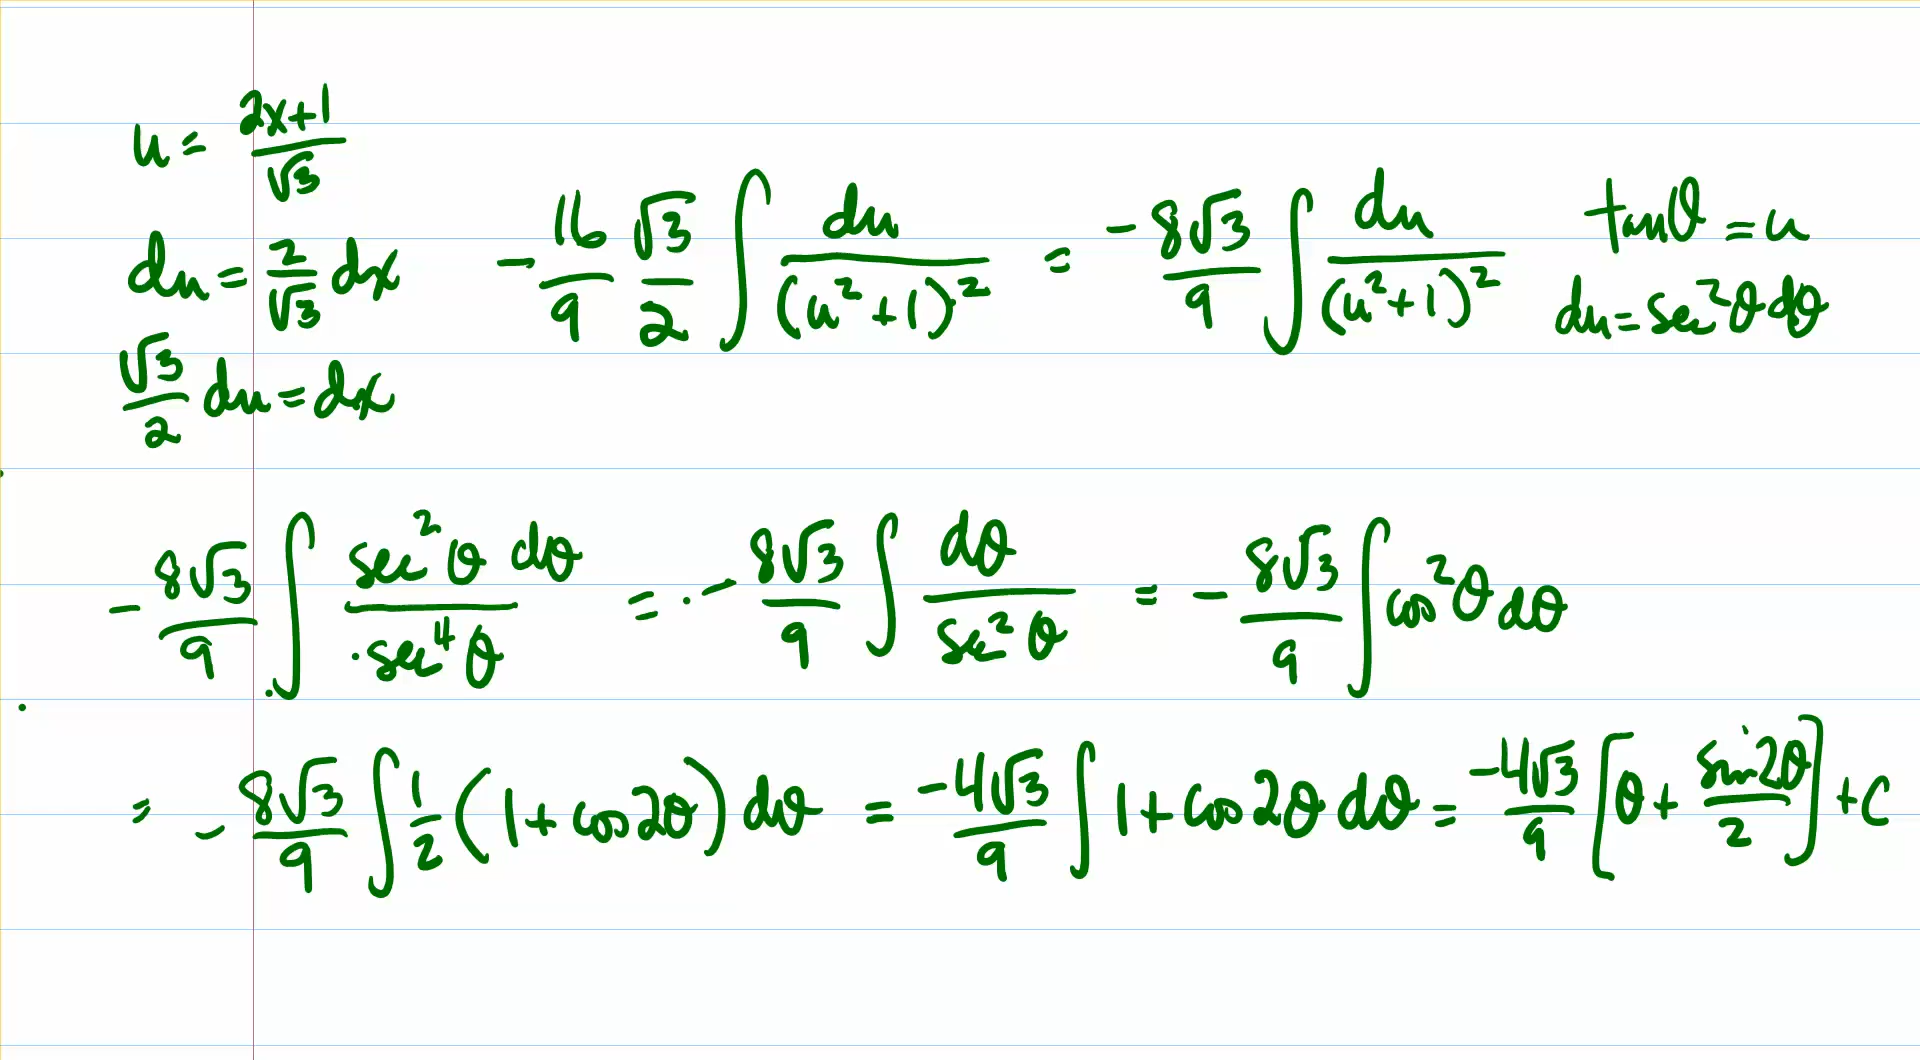 u = (2x+1)/√3
du = 2/√3 dx
√3/2 du = dx
-16/9 √3/2 ∫ du/(u²+1)² = -8√3/9 ∫ du/(u²+1)²
tanθ = u
du = sec²θ dθ
-8√3/9 ∫ sec²θ dθ/sec⁴θ = -8√3/9 ∫ dθ/sec²θ = -8√3/9 ∫ cos²θ dθ
= -8√3/9 ∫ 1/2 (1+cos2θ) dθ = -4√3/9 ∫ 1+cos2θ dθ = -4√3/9 [θ + sin2θ/2] + C